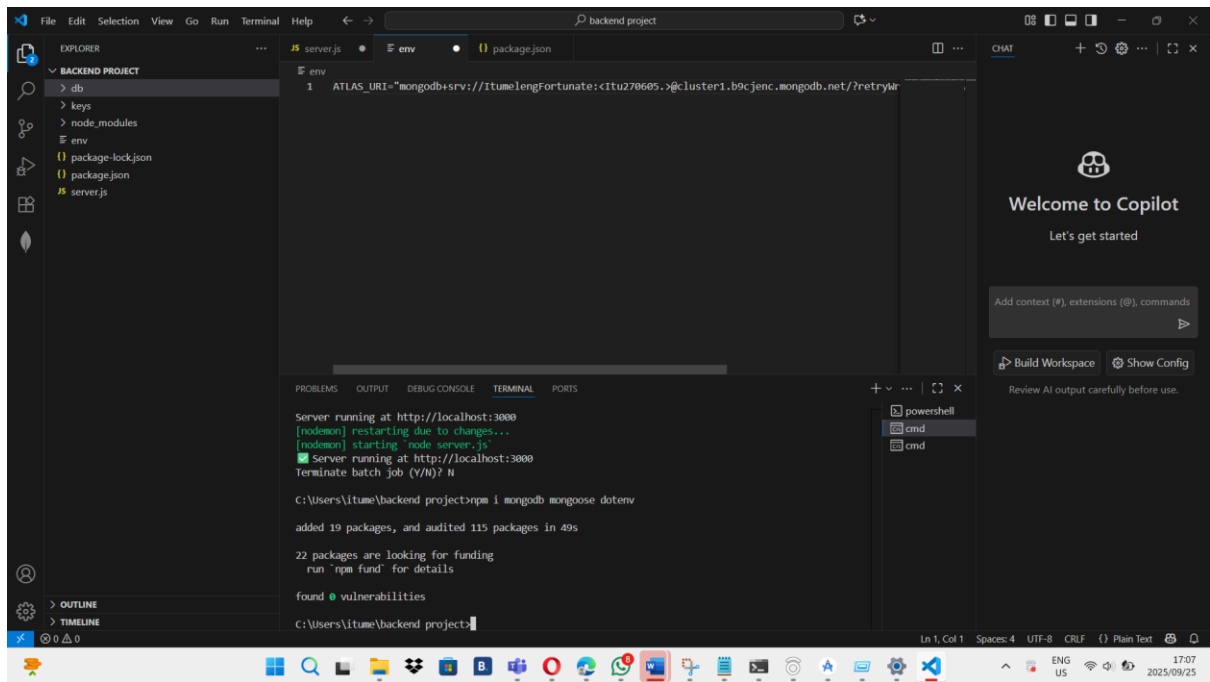 File Edit Selection View Go Run Terminal Help
backend project
EXPLORER
BACKEND PROJECT
db
keys
node_modules
env
package-lock.json
package.json
server.js
OUTLINE
TIMELINE
JS server.js
env
{} package.json
env
1 ATLAS_URI="mongodb+srv://ItumelengFortunate:<Itu270605.>@cluster1.b9cjenc.mongodb.net/?retryWr
PROBLEMS OUTPUT DEBUG CONSOLE TERMINAL PORTS
Server running at http://localhost:3000
[nodemon] restarting due to changes...
[nodemon] starting `node server.js`
✅ Server running at http://localhost:3000
Terminate batch job (Y/N)? N
C:\Users\itume\backend project>npm i mongodb mongoose dotenv
added 19 packages, and audited 115 packages in 49s
22 packages are looking for funding
run `npm fund` for details
found 0 vulnerabilities
C:\Users\itume\backend project>
powershell
cmd
cmd
CHAT
Welcome to Copilot
Let's get started
Add context (#), extensions (@), commands
Build Workspace
Show Config
Review AI output carefully before use.
0 0
Ln 1, Col 1 Spaces: 4 UTF-8 CRLF {} Plain Text
ENG
US
17:07
2025/09/25